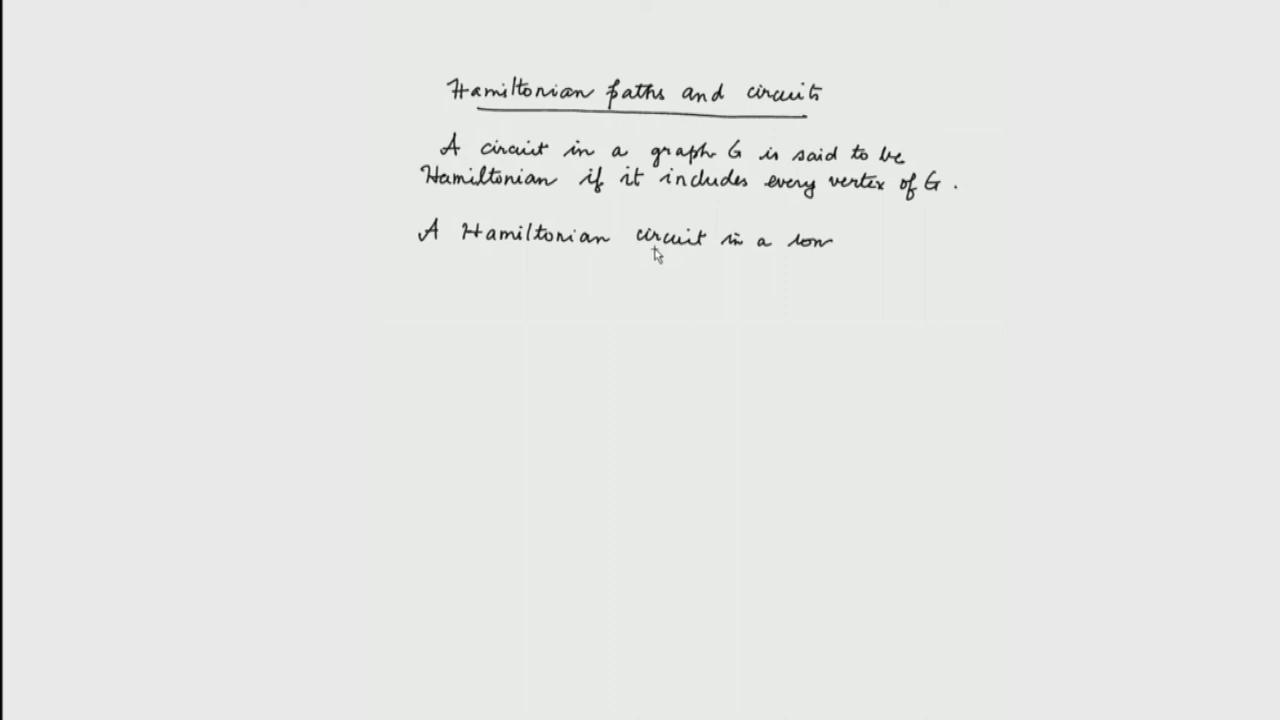 Hamiltonian paths and circuits
A circuit in a graph G is said to be
Hamiltonian if it includes every vertex of G.
A Hamiltonian circuit in a con